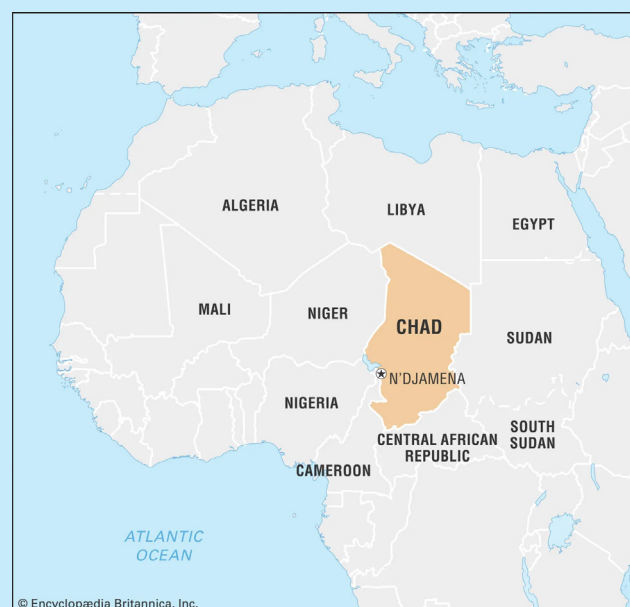 ALGERIA
LIBYA
EGYPT
MALI
NIGER
CHAD
SUDAN
N'DJAMENA
NIGERIA
SOUTH
SUDAN
CENTRAL AFRICAN
REPUBLIC
CAMEROON
ATLANTIC
OCEAN
© Encyclopædia Britannica, Inc.